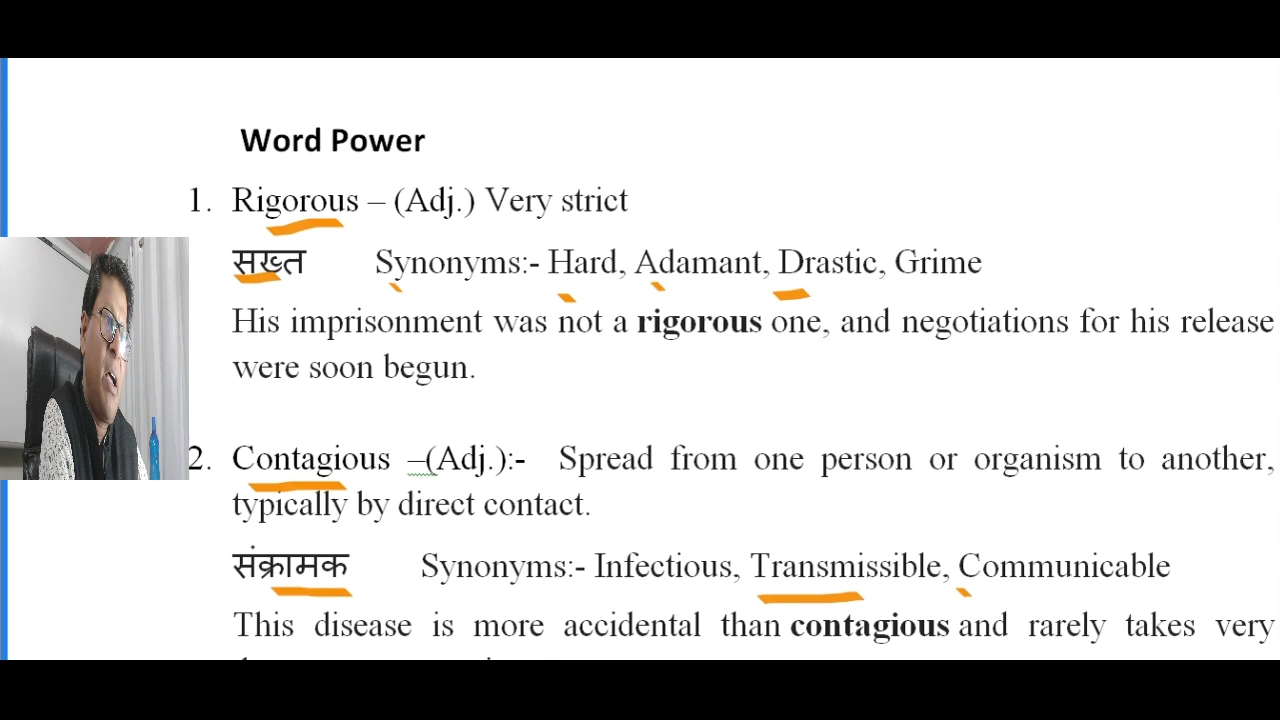 Word Power
1. Rigorous – (Adj.) Very strict
सख्त Synonyms:- Hard, Adamant, Drastic, Grime
His imprisonment was not a rigorous one, and negotiations for his release
were soon begun.
2. Contagious –(Adj.):- Spread from one person or organism to another,
typically by direct contact.
संक्रामक Synonyms:- Infectious, Transmissible, Communicable
This disease is more accidental than contagious and rarely takes very